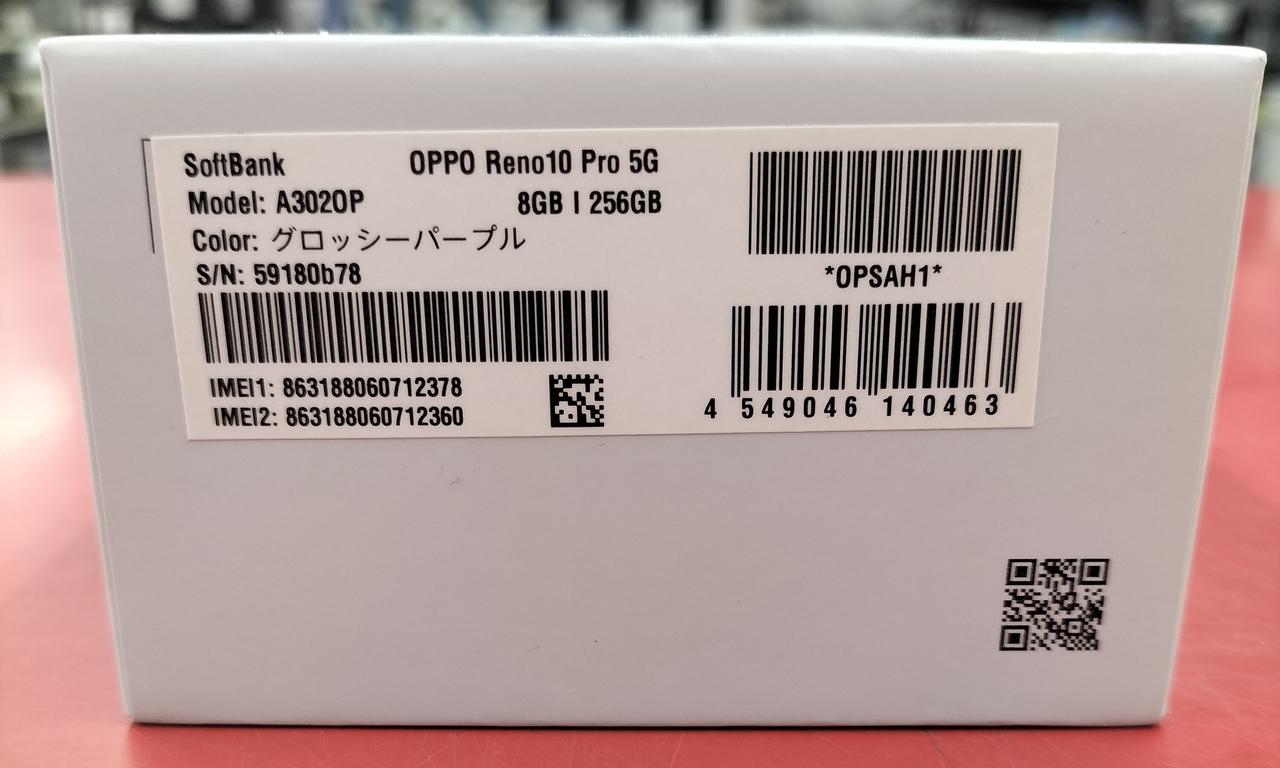 SoftBank OPPO Reno10 Pro 5G
Model: A302OP 8GB | 256GB
Color: グロッシーパープル
S/N: 59180b78
IMEI1: 863188060712378
IMEI2: 863188060712360
*OPSAH1*
4 549046 140463